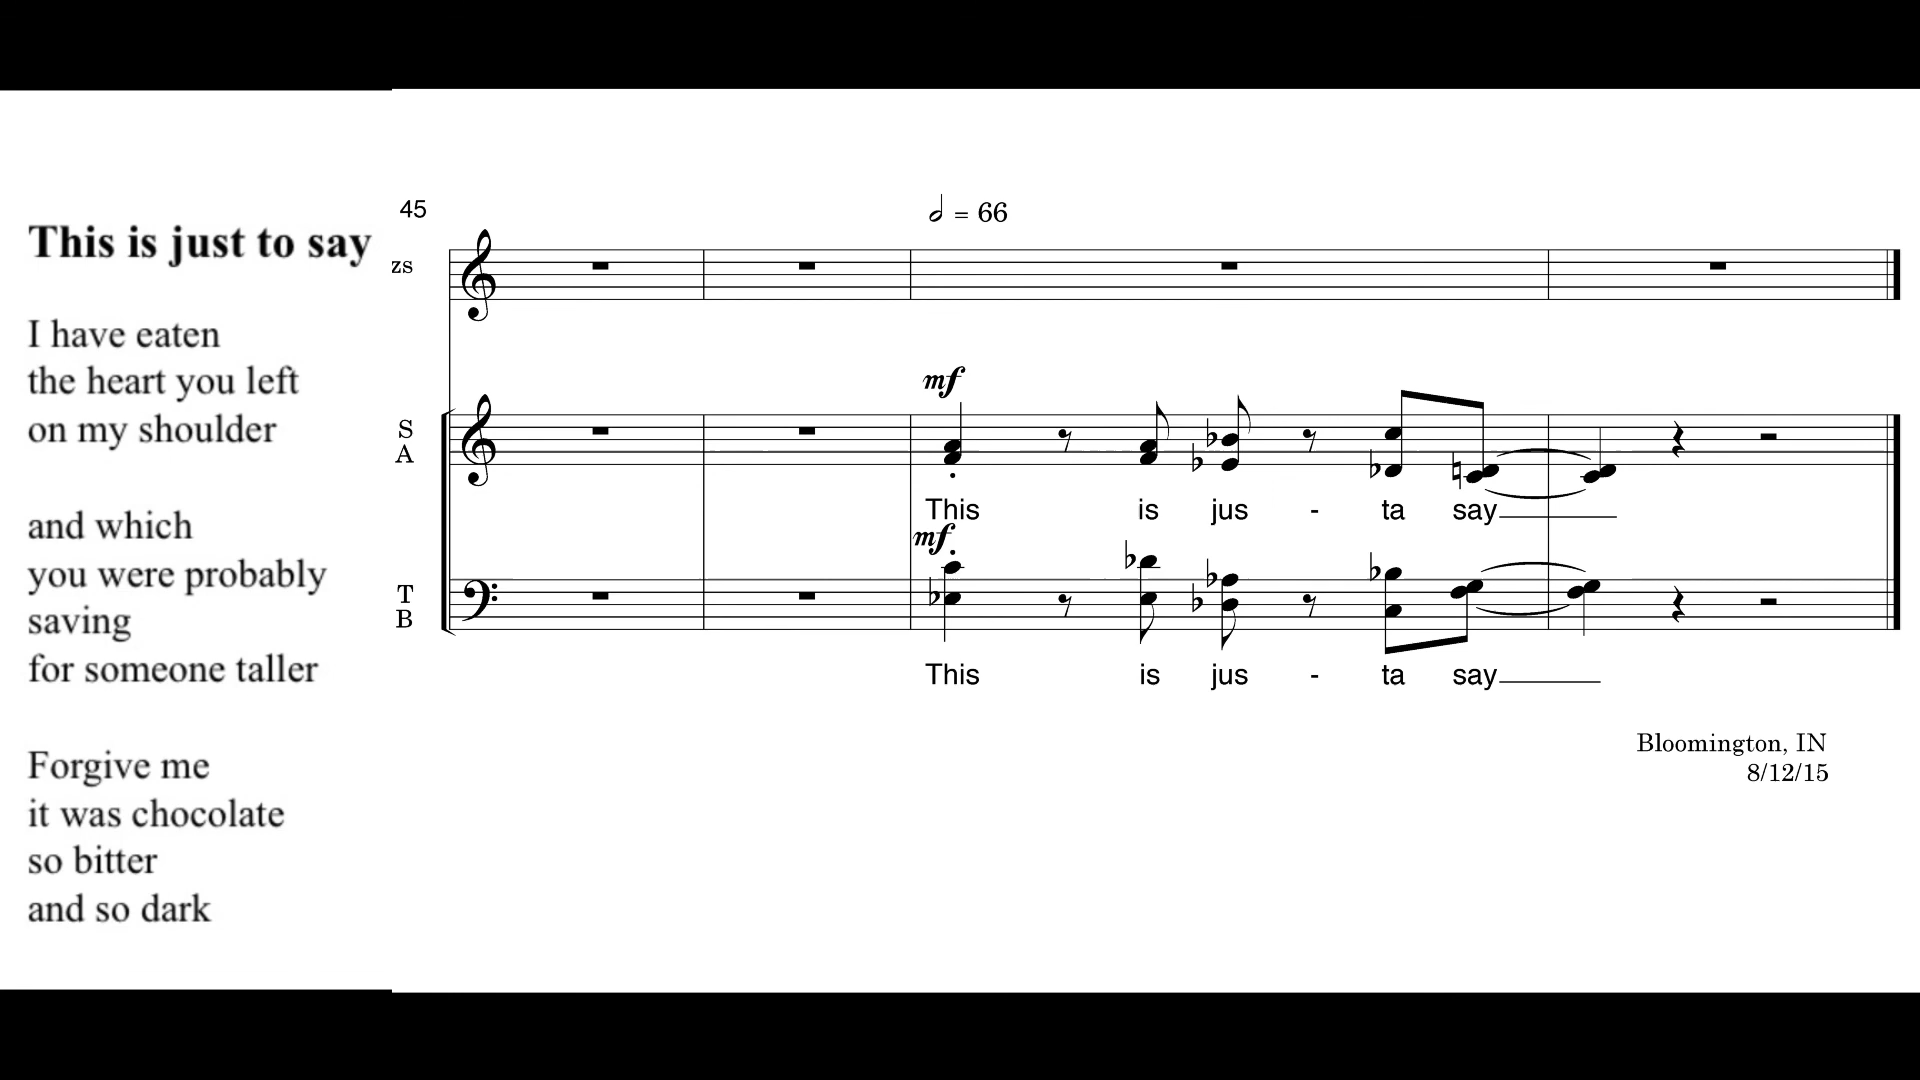 This is just to say
I have eaten
the heart you left
on my shoulder
and which
you were probably
saving
for someone taller
Forgive me
it was chocolate
so bitter
and so dark
45
= 66
zs
mf
S
A
This is jus - ta say
mf
T
B
This is jus - ta say
Bloomington, IN
8/12/15